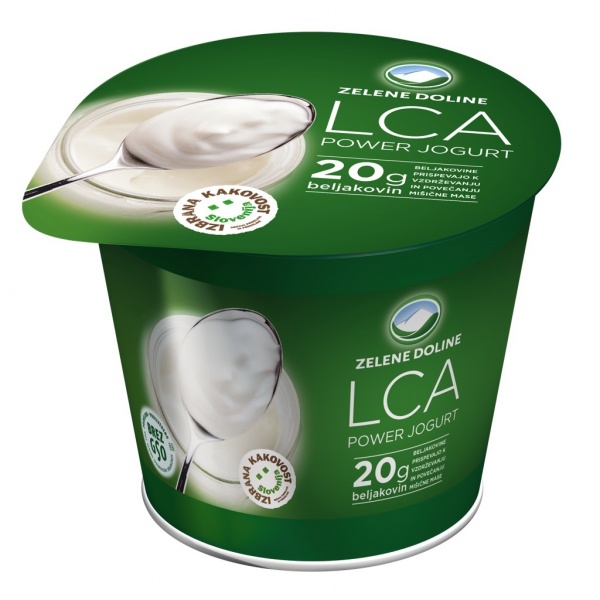 ZELENE DOLINE
LCA
POWER JOGURT
20g
beljakovin
BELJAKOVINE
PRISPEVAJO K
VZDRŽEVANJU
IN POVEČANJU
MIŠIČNE MASE
IZBRANA KAKOVOST
Slovenija
ZELENE DOLINE
LCA
POWER JOGURT
20g
beljakovin
BELJAKOVINE
PRISPEVAJO K
VZDRŽEVANJU
IN POVEČANJU
MIŠIČNE MASE
BREZ
GSO
IZBRANA KAKOVOST
Slovenija